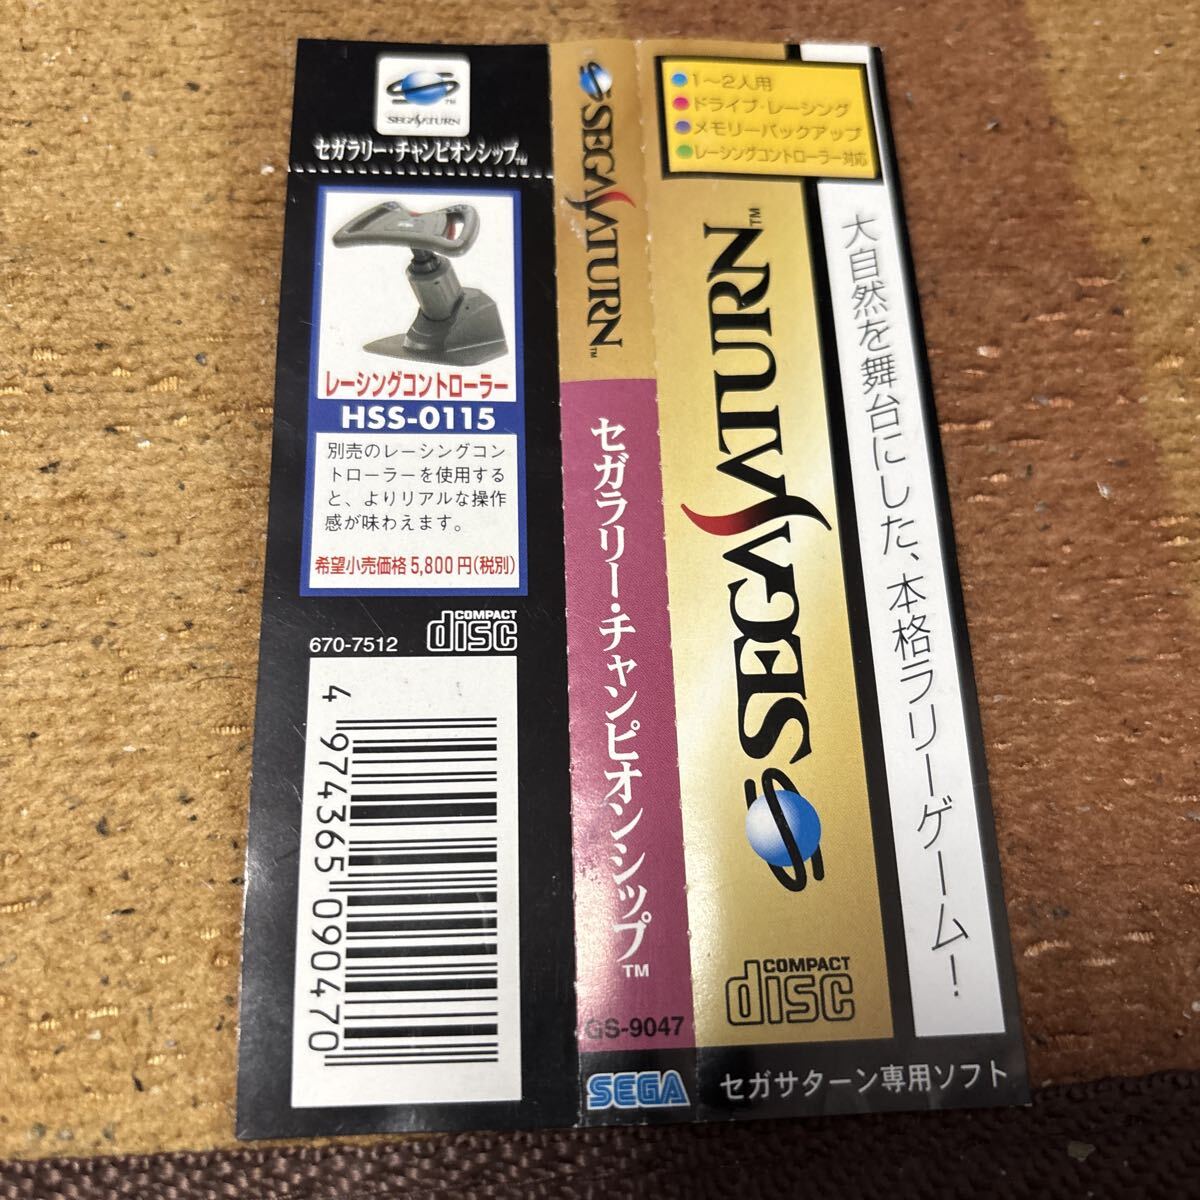 SEGASATURN
TM
セガラリー・チャンピオンシップ™
レーシングコントローラー
HSS-0115
別売のレーシングコン
トローラーを使用する
と、よりリアルな操作
感が味わえます。
希望小売価格5,800円(税別)
670-7512
COMPACT
disc
4 974365 090470
SEGASATURN™
セガラリー・チャンピオンシップ™
GS-9047
SEGA
●1〜2人用
●ドライブ・レーシング
●メモリーバックアップ
●レーシングコントローラー対応
SEGASATURN™
COMPACT
disc
大自然を舞台にした、本格ラリーゲーム!
セガサターン専用ソフト